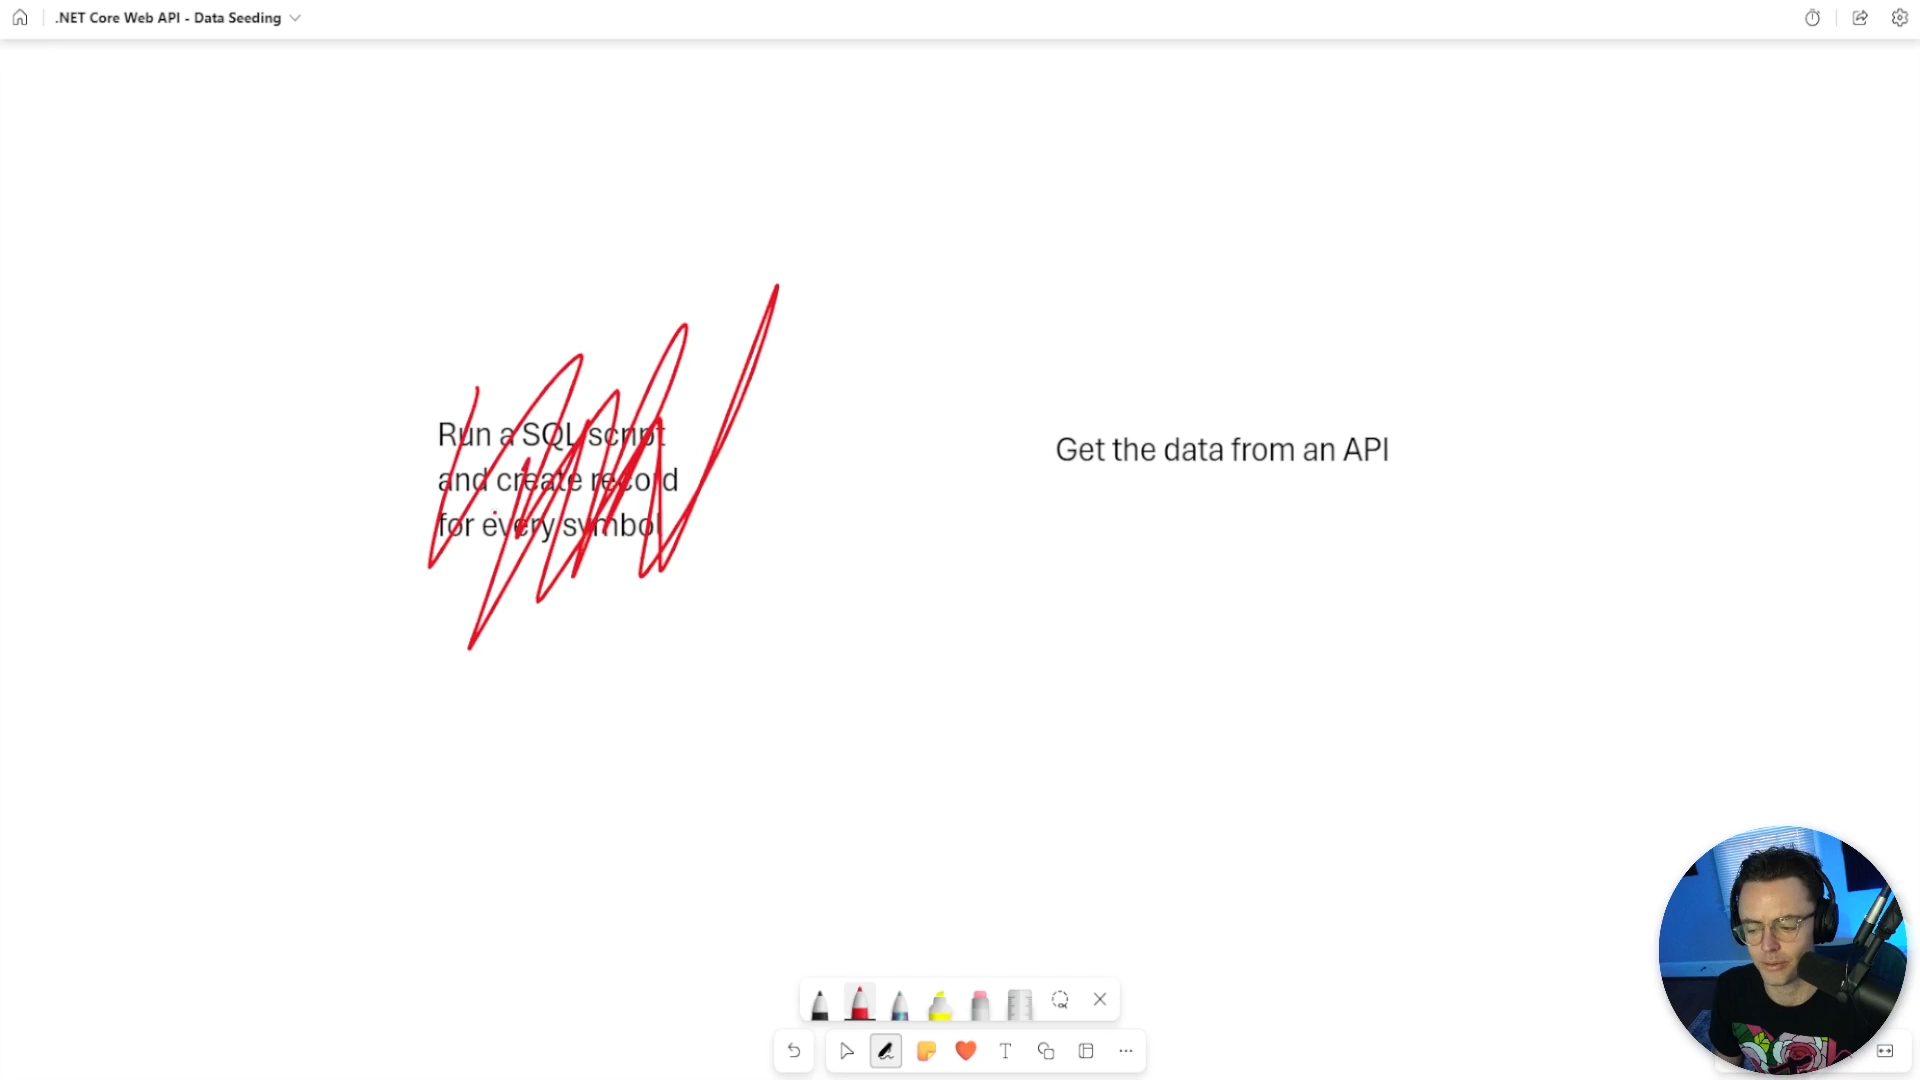 .NET Core Web API - Data Seeding
Run a SQL script
and create record
for every symbol
Get the data from an API